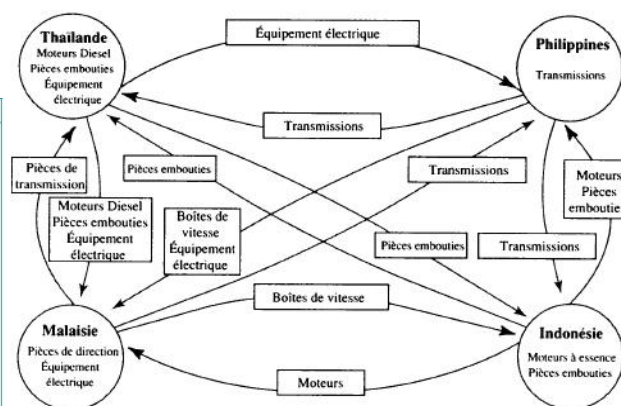 Thaïlande
Moteurs Diesel
Pièces embouties
Équipement
électrique
Équipement électrique
Philippines
Transmissions
Transmissions
Pièces de
transmission
Pièces embouties
Transmissions
Moteurs
Pièces
embouties
Moteurs Diesel
Pièces embouties
Équipement
électrique
Boîtes de
vitesse
Équipement
électrique
Pièces embouties
Transmissions
Boîtes de vitesse
Malaisie
Pièces de direction
Équipement
électrique
Indonésie
Moteurs à essence
Pièces embouties
Moteurs